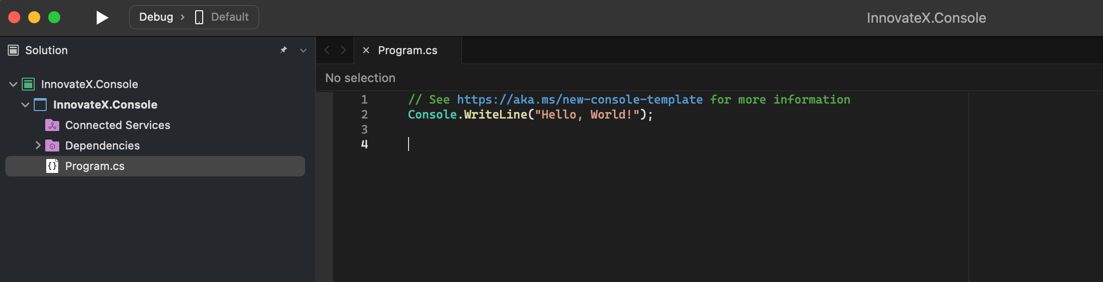 Debug > Default
InnovateX.Console
Solution
Program.cs
No selection
InnovateX.Console
InnovateX.Console
Connected Services
Dependencies
Program.cs
1 // See https://aka.ms/new-console-template for more information
2 Console.WriteLine("Hello, World!");
3
4